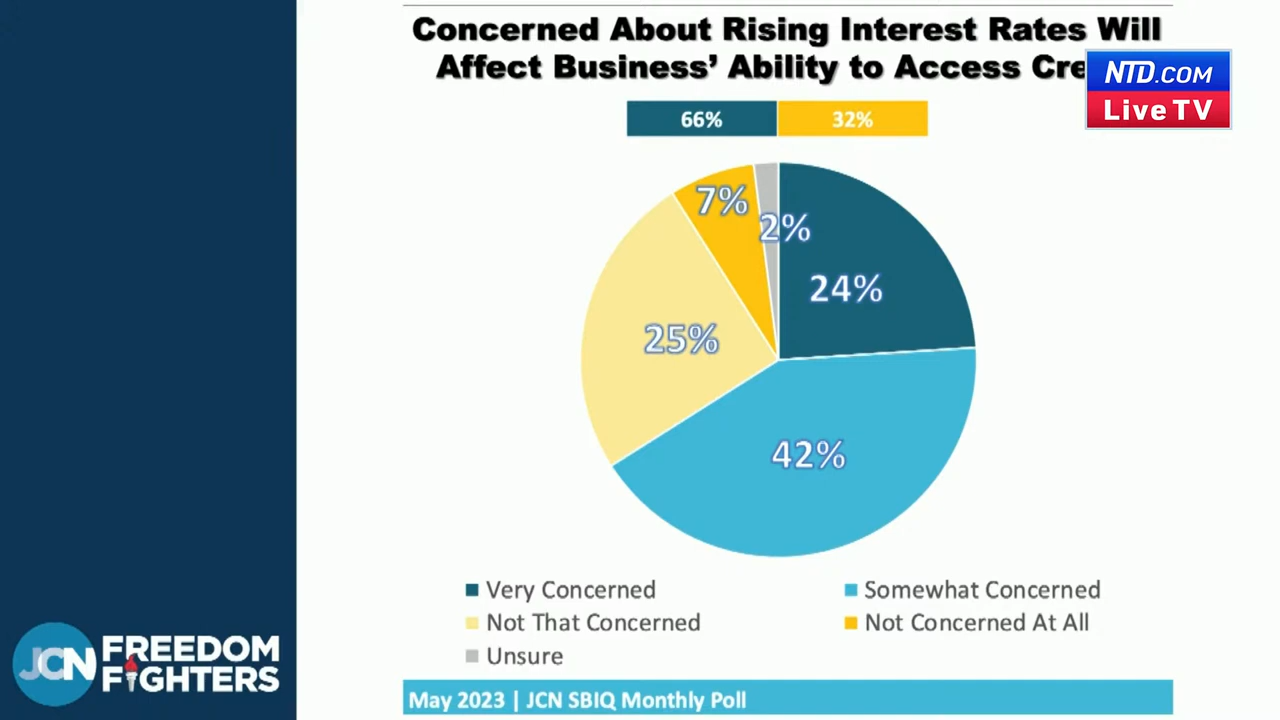 Concerned About Rising Interest Rates Will
Affect Business’ Ability to Access
NTD.COM
Live TV
66% 32%
7%
2%
24%
25%
42%
Very Concerned
Somewhat Concerned
Not That Concerned
Not Concerned At All
Unsure
JCN FREEDOM
FIGHTERS
May 2023 | JCN SBIQ Monthly Poll